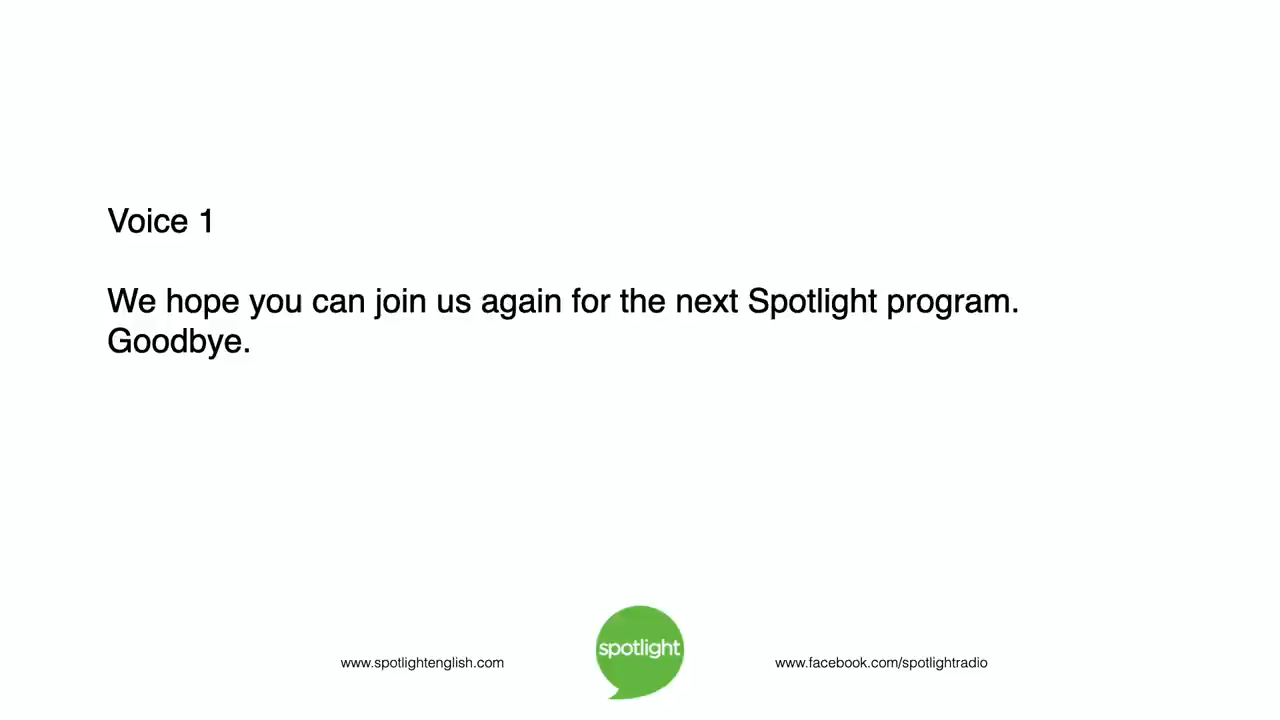 Voice 1
We hope you can join us again for the next Spotlight program.
Goodbye.
spotlight
www.spotlightenglish.com
www.facebook.com/spotlightradio